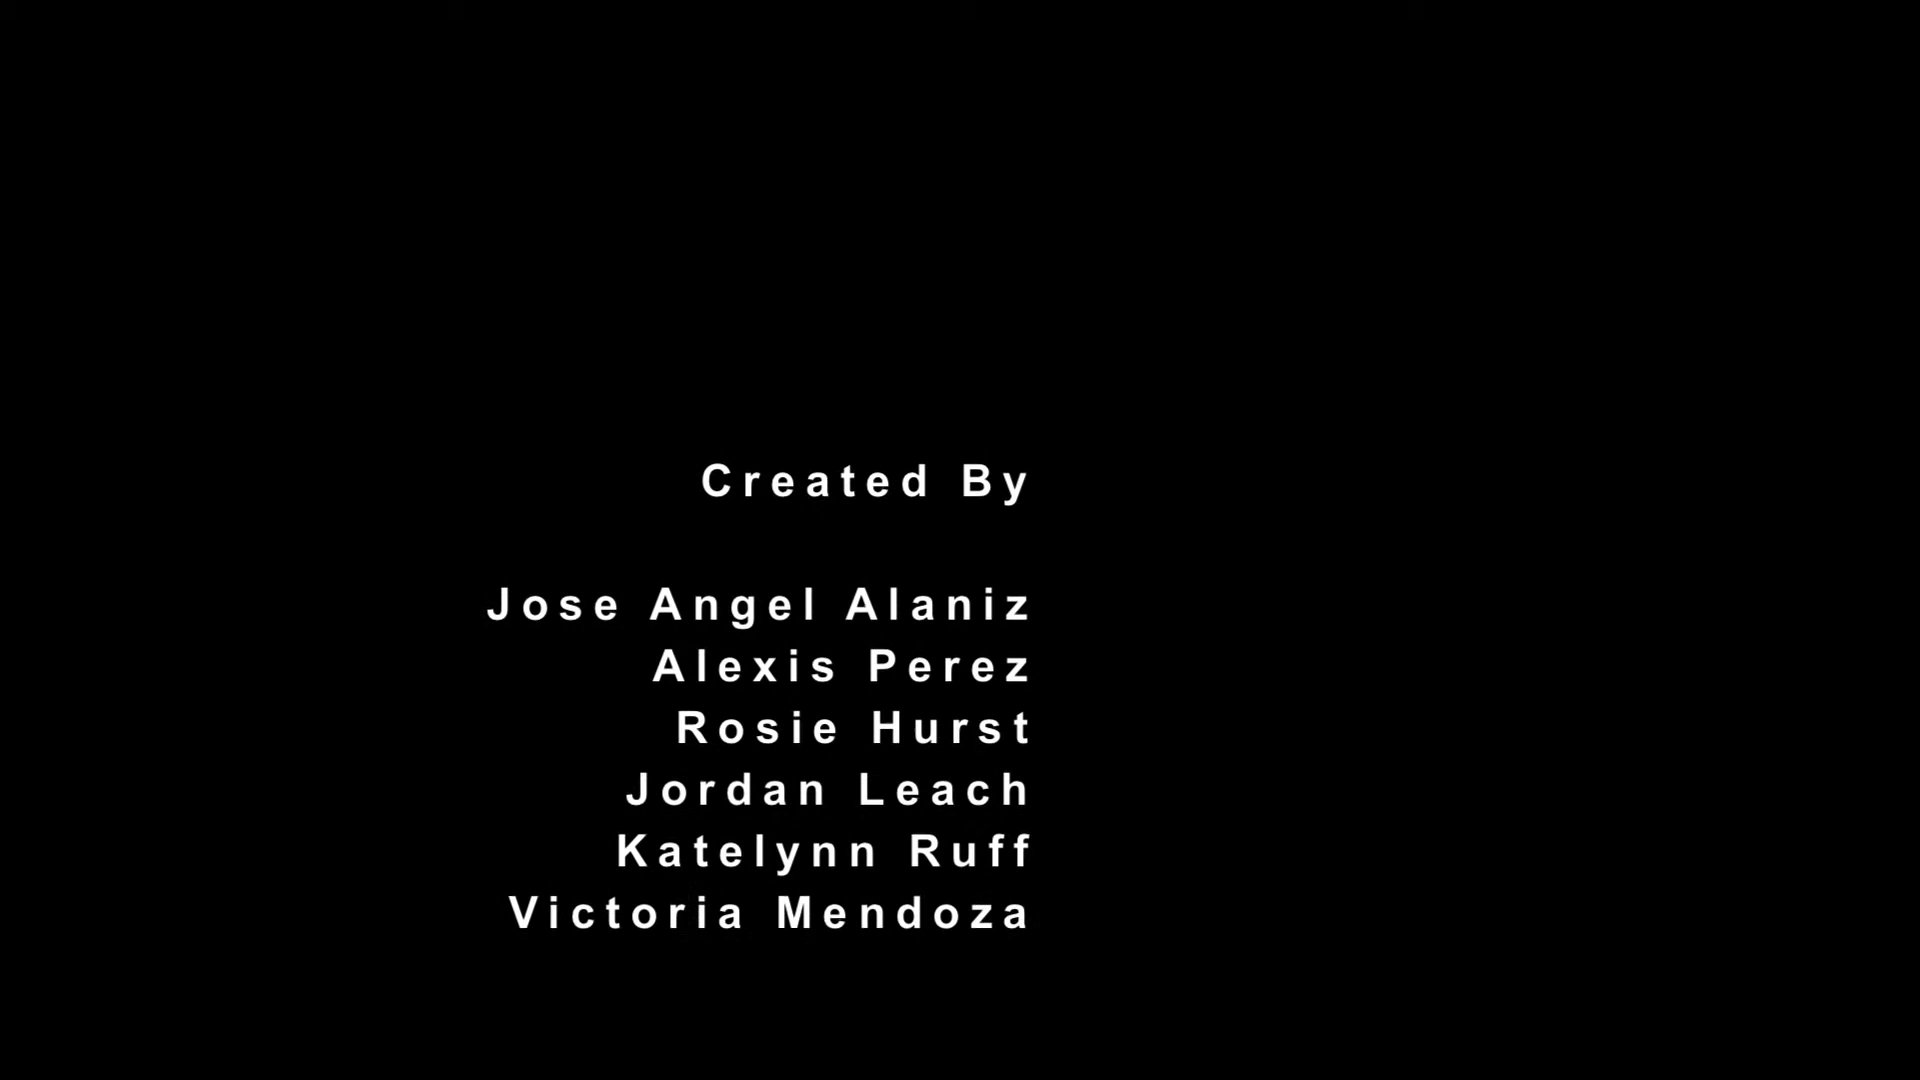 Created By
Jose Angel Alaniz
Alexis Perez
Rosie Hurst
Jordan Leach
Katelynn Ruff
Victoria Mendoza